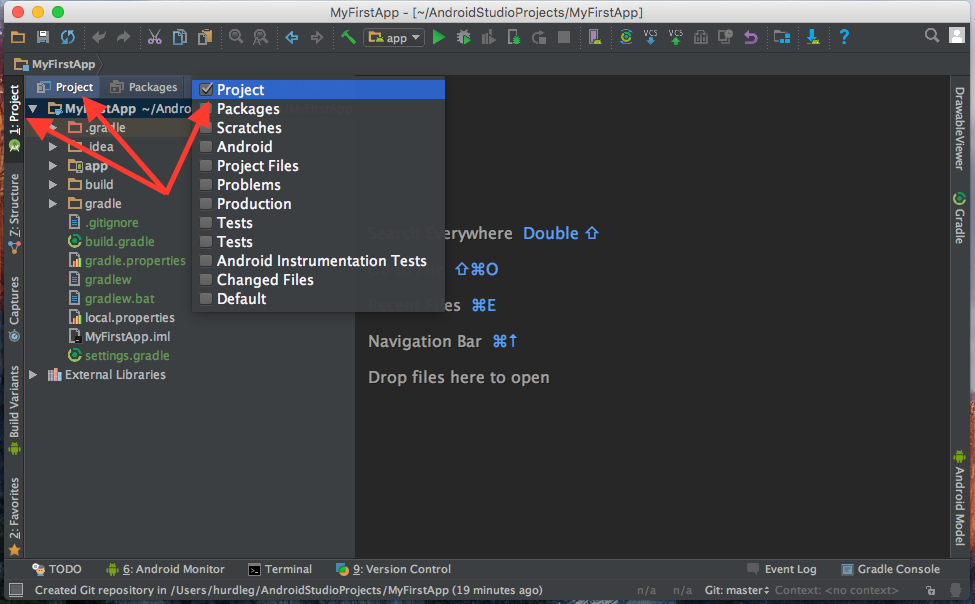 MyFirstApp - [~/AndroidStudioProjects/MyFirstApp]
app
VCS
VCS
?
MyFirstApp
Project
Packages
MyFirstApp ~/Andro
.gradle
.idea
app
build
gradle
.gitignore
build.gradle
gradle.properties
gradlew
gradlew.bat
local.properties
MyFirstApp.iml
settings.gradle
External Libraries
Project
Packages
Scratches
Android
Project Files
Problems
Production
Tests
Tests
Android Instrumentation Tests
Changed Files
Default
Search Everywhere Double ⇧
⇧⌘O
Recent Files ⌘E
Navigation Bar ⌘↑
Drop files here to open
1: Project
Z: Structure
Captures
Build Variants
2: Favorites
DrawableViewer
Gradle
Android Model
TODO
6: Android Monitor
Terminal
9: Version Control
Event Log
Gradle Console
Created Git repository in /Users/hurdleg/AndroidStudioProjects/MyFirstApp (19 minutes ago)
n/a
n/a
Git: master
Context: <no context>